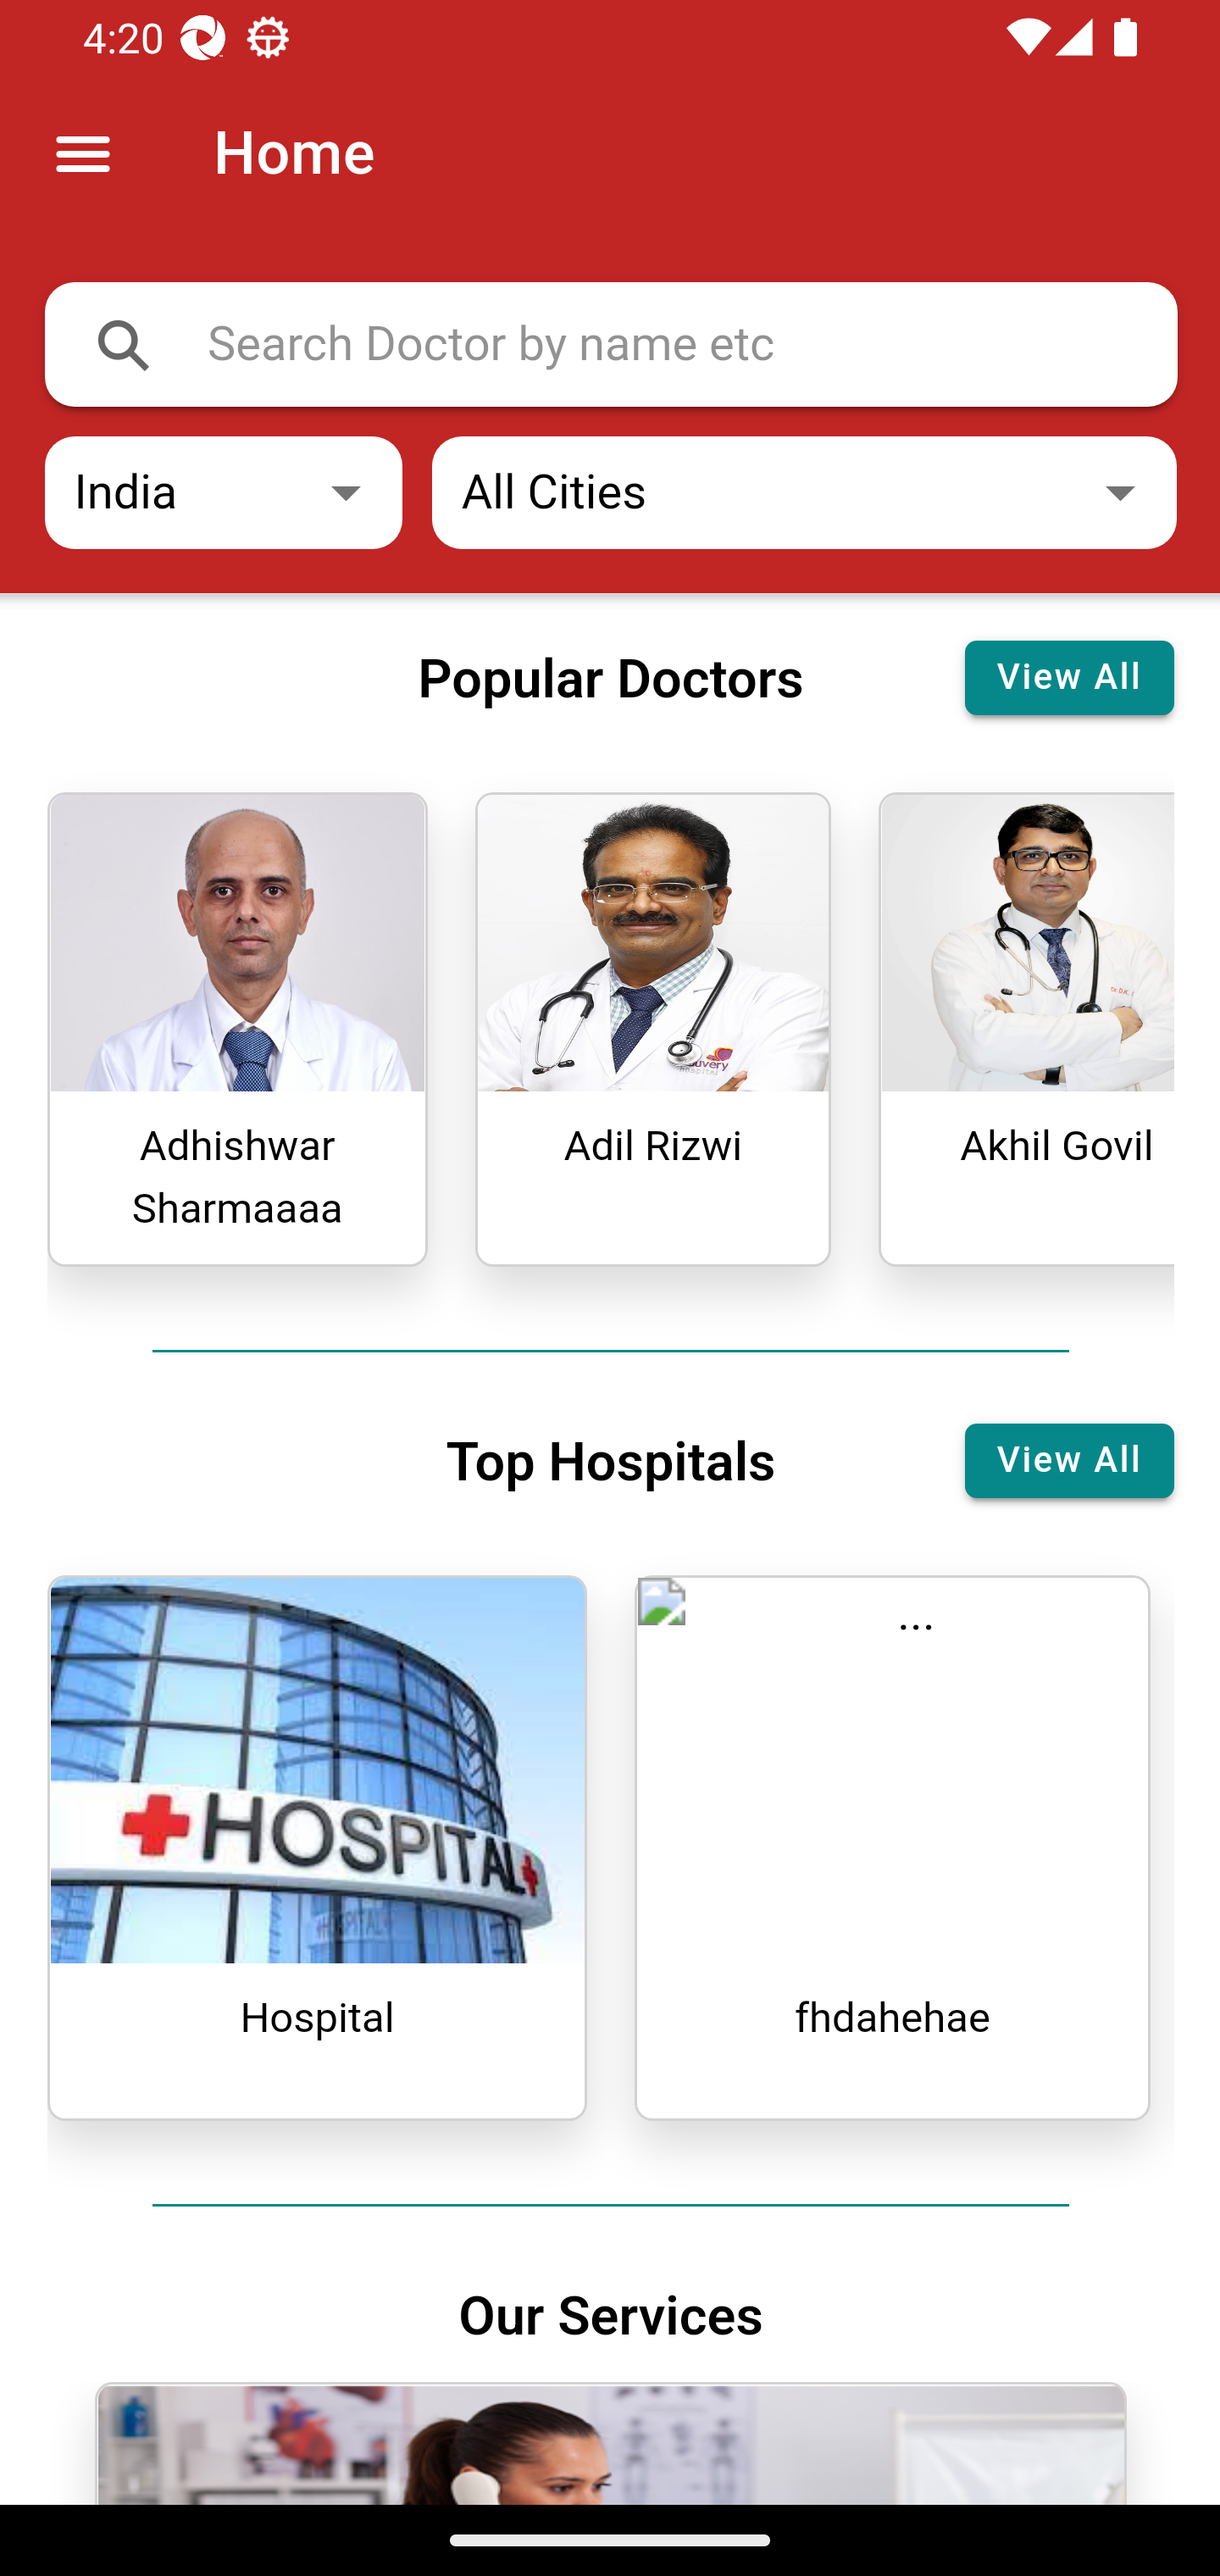 4:20
Home
Search Doctor by name etc
India
All Cities
Popular Doctors
View All
Adhishwar
Sharmaaaa
Adil Rizwi
Akhil Govil
Top Hospitals
View All
HOSPITAL
...
Hospital
fhdahehae
Our Services